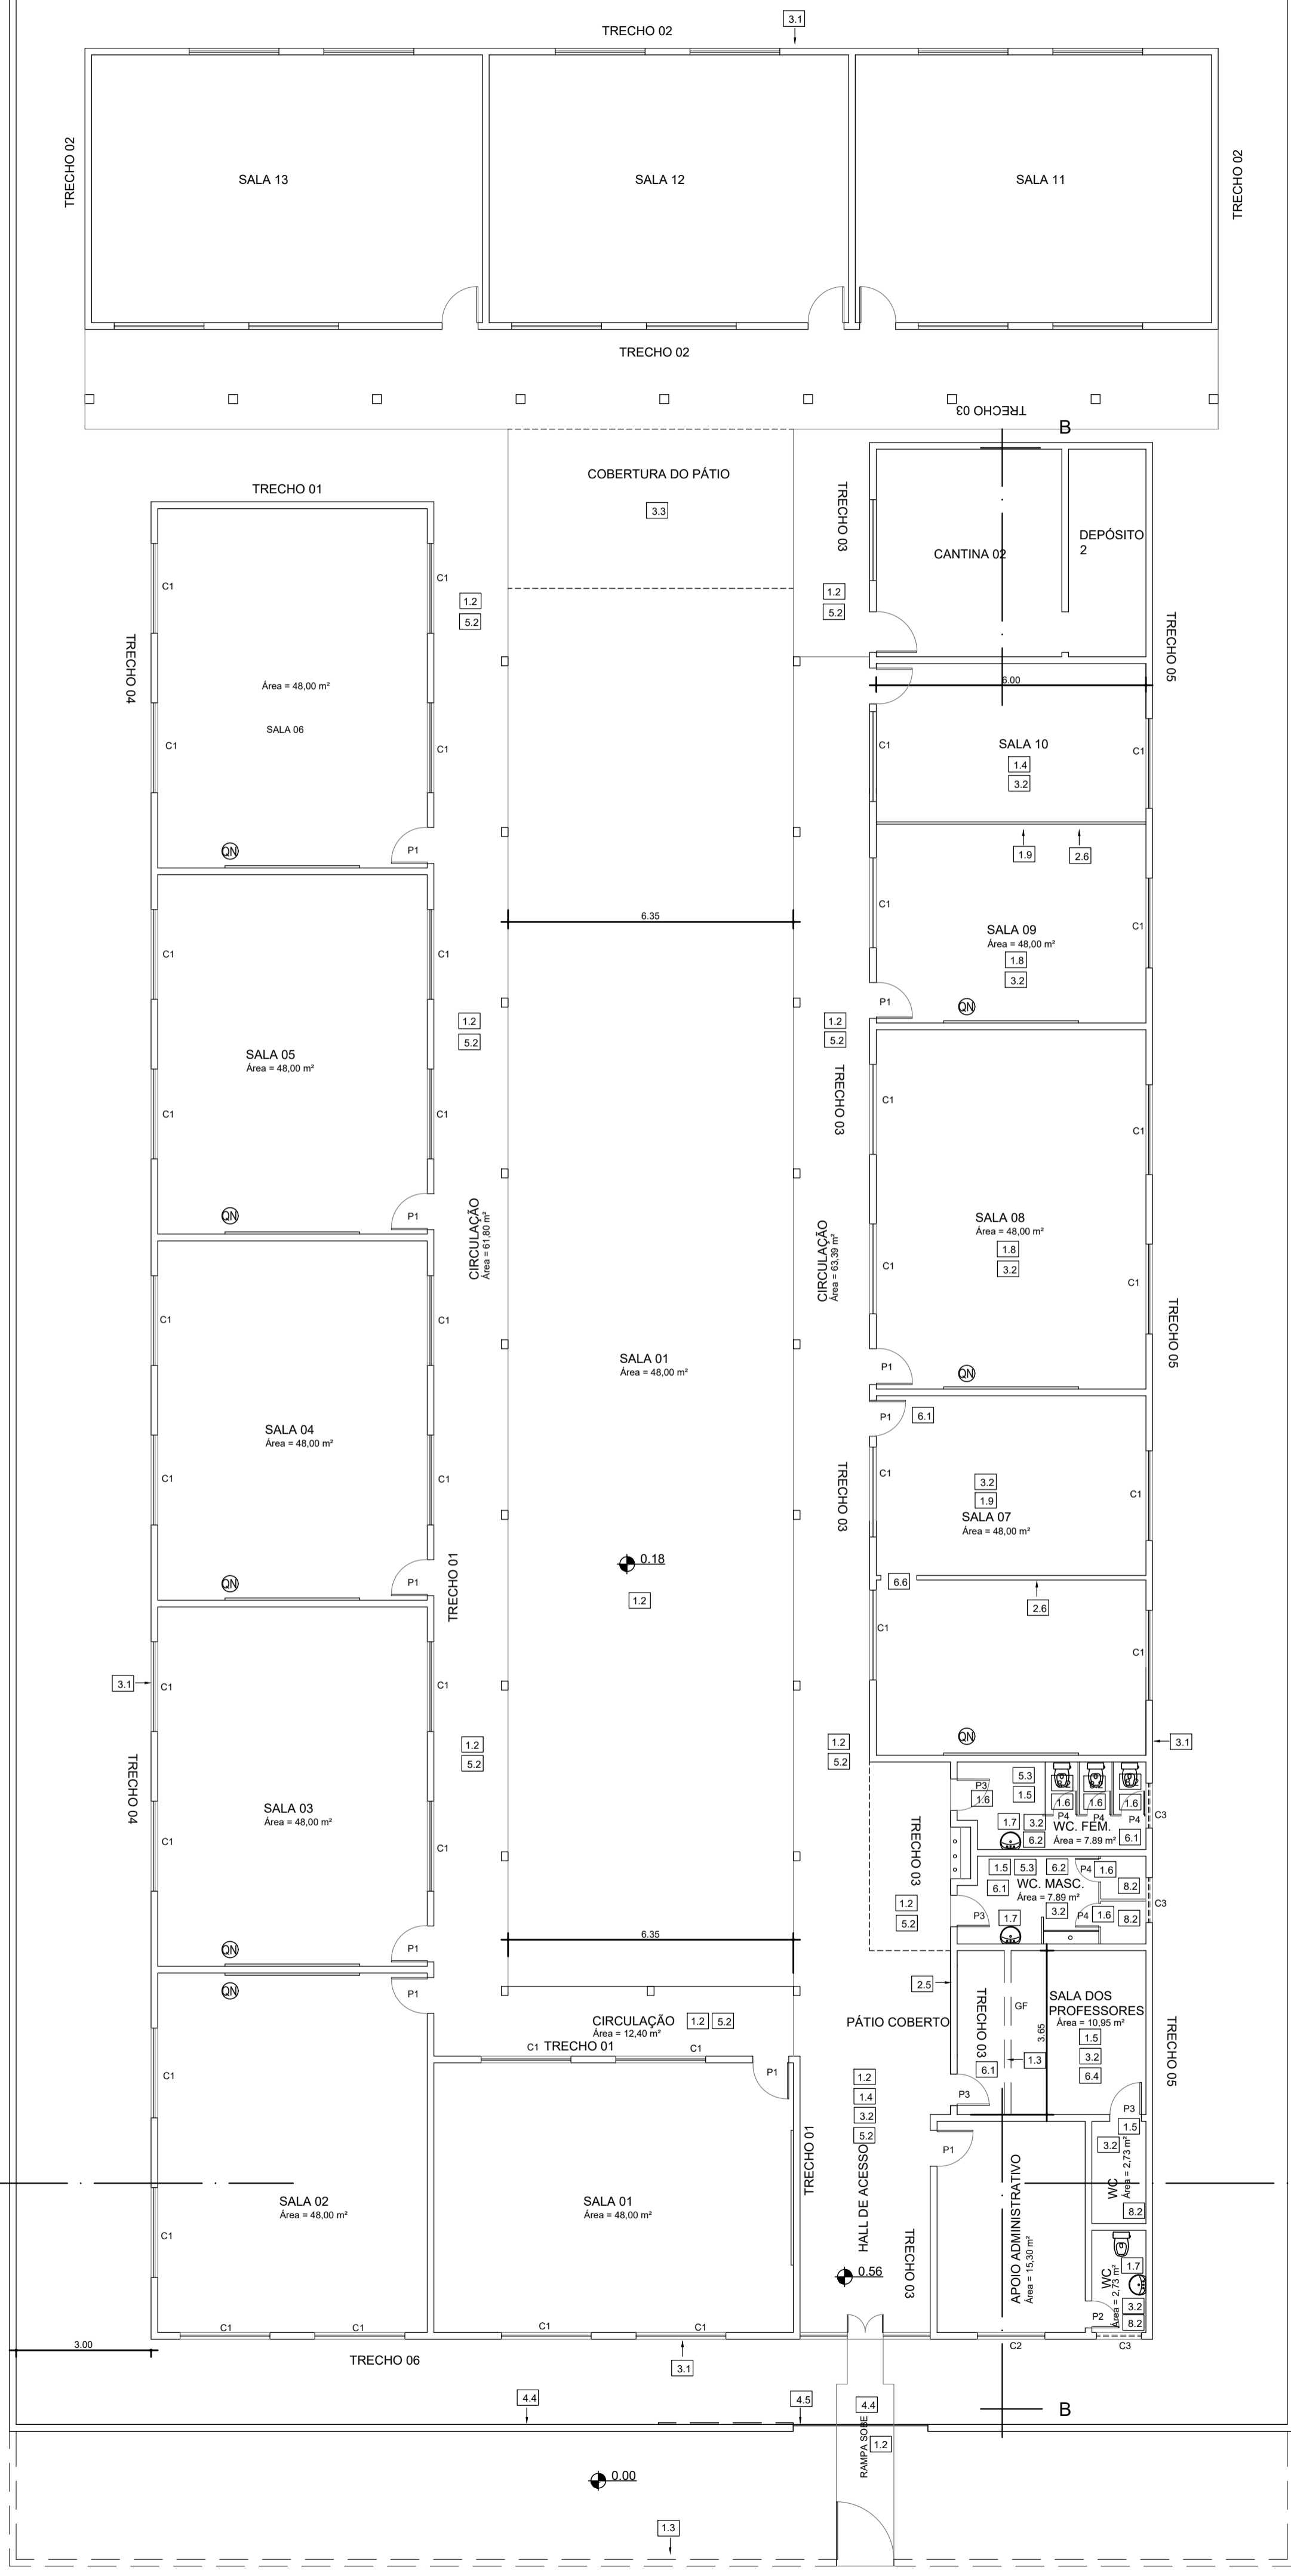 3.1
TRECHO 02
TRECHO 02
TRECHO 02
SALA 13
SALA 12
SALA 11
TRECHO 02
TRECHO 03
B
COBERTURA DO PÁTIO
3.3
TRECHO 01
TRECHO 03
CANTINA 02
DEPÓSITO
2
C1
C1
1.2
5.2
1.2
5.2
TRECHO 04
TRECHO 05
Área = 48,00 m²
SALA 06
6.00
C1
C1
C1
SALA 10
C1
1.4
3.2
QN
P1
1.9
2.6
C1
6.35
SALA 09
Área = 48,00 m²
C1
1.8
3.2
C1
C1
P1
QN
1.2
5.2
1.2
5.2
SALA 05
Área = 48,00 m²
TRECHO 03
C1
C1
C1
C1
QN
P1
CIRCULAÇÃO
Área = 61,80 m²
CIRCULAÇÃO
Área = 63,39 m²
SALA 08
Área = 48,00 m²
1.8
3.2
C1
C1
C1
C1
TRECHO 05
SALA 01
Área = 48,00 m²
P1
QN
P1
6.1
SALA 04
Área = 48,00 m²
C1
C1
C1
C1
3.2
1.9
SALA 07
Área = 48,00 m²
TRECHO 03
0.18
1.2
QN
P1
TRECHO 01
6.6
2.6
C1
C1
3.1
C1
C1
3.1
QN
1.2
5.2
1.2
5.2
TRECHO 04
SALA 03
Área = 48,00 m²
C1
C1
P3
1.6
5.3
1.5
8.2
8.2
8.2
1.6
1.6
1.6
P4
P4
P4
C3
1.7
3.2
6.2
WC. FEM.
Área = 7.89 m²
6.1
TRECHO 03
1.5
5.3
6.2
P4
1.6
6.1
WC. MASC.
Área = 7.89 m²
8.2
C3
1.2
5.2
P3
1.7
3.2
P4
1.6
8.2
QN
P1
6.35
QN
P1
2.5
TRECHO 03
GF
3.65
SALA DOS
PROFESSORES
Área = 10,95 m²
1.5
3.2
6.4
CIRCULAÇÃO
Área = 12,40 m²
1.2
5.2
PÁTIO COBERTO
C1
TRECHO 01
C1
P1
6.1
1.3
TRECHO 05
C1
1.2
1.4
3.2
5.2
P3
P3
1.5
3.2
TRECHO 01
HALL DE ACESSO
P1
WC
Área = 2,73 m²
8.2
SALA 02
Área = 48,00 m²
SALA 01
Área = 48,00 m²
APOIO ADMINISTRATIVO
Área = 15,30 m²
C1
TRECHO 03
0.56
WC
Área = 2,73 m²
1.7
3.2
8.2
P2
C1
C1
C1
C1
3.00
TRECHO 06
3.1
C2
C3
4.4
4.5
4.4
B
RAMPA SOBE
1.2
0.00
1.3